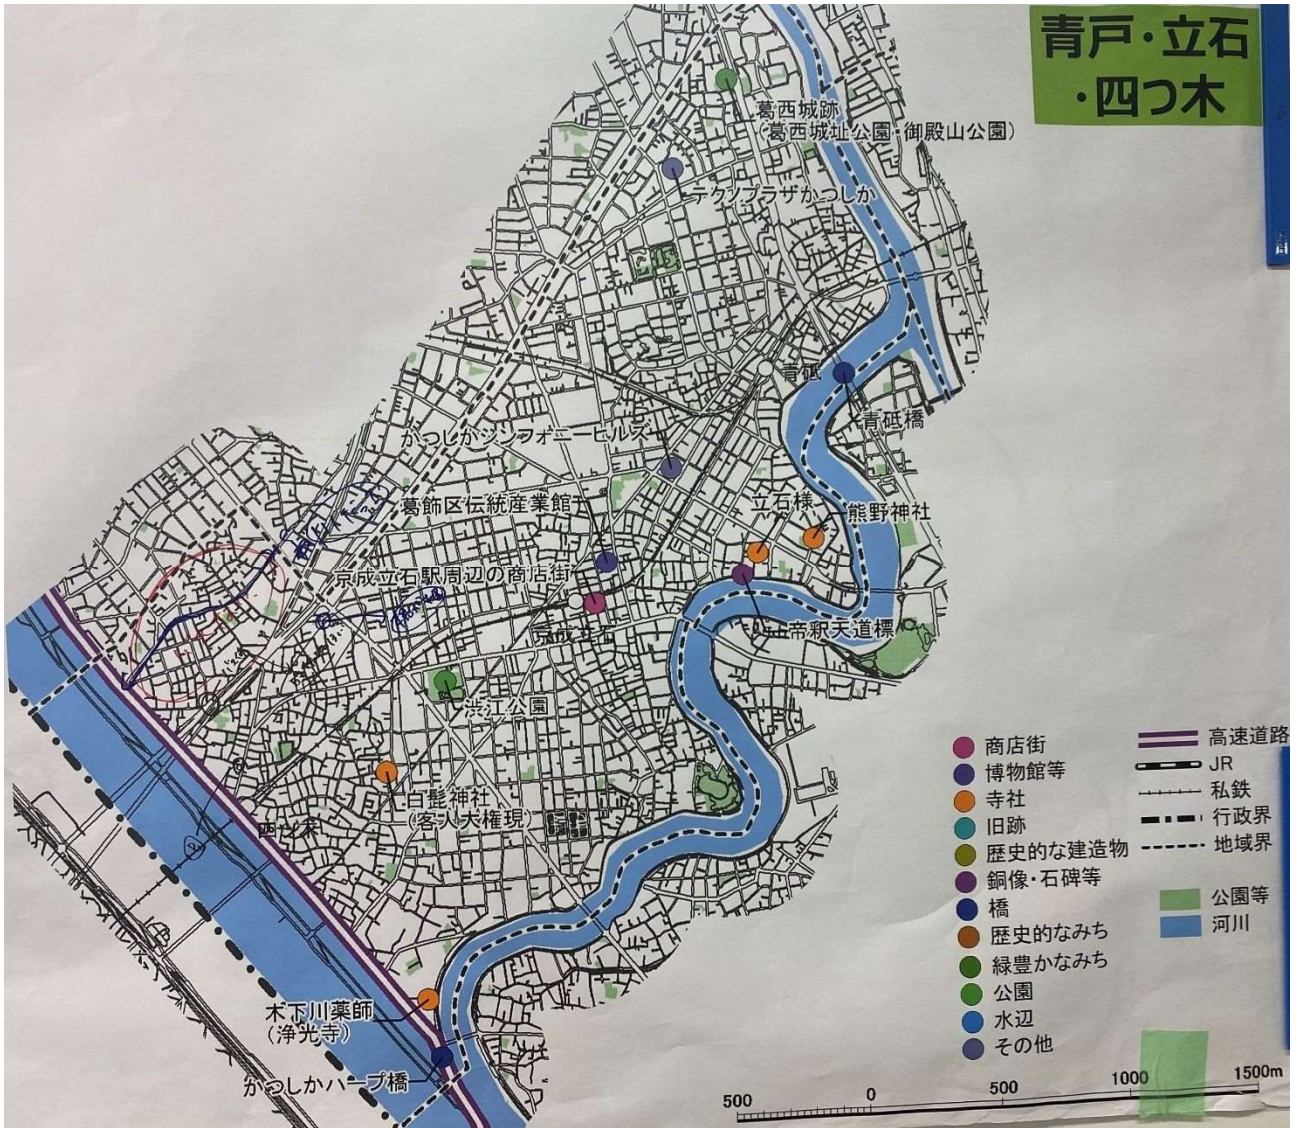 青戸・立石
・四つ木
葛西城跡
(葛西城址公園・御殿山公園)
テクノプラザかつしか
青砥
青砥橋
かつしかシンフォニーヒルズ
葛飾区伝統産業館
立石様
熊野神社
京成立石駅周辺の商店街
京成立石
帝釈天道標
渋江公園
白髭神社
(客人大権現)
四ツ木
木下川薬師
(浄光寺)
かつしかハープ橋
商店街
博物館等
寺社
旧跡
歴史的な建造物
銅像・石碑等
橋
歴史的なみち
緑豊かなみち
公園
水辺
その他
高速道路
JR
私鉄
行政界
地域界
公園等
河川
500
0
500
1000
1500m